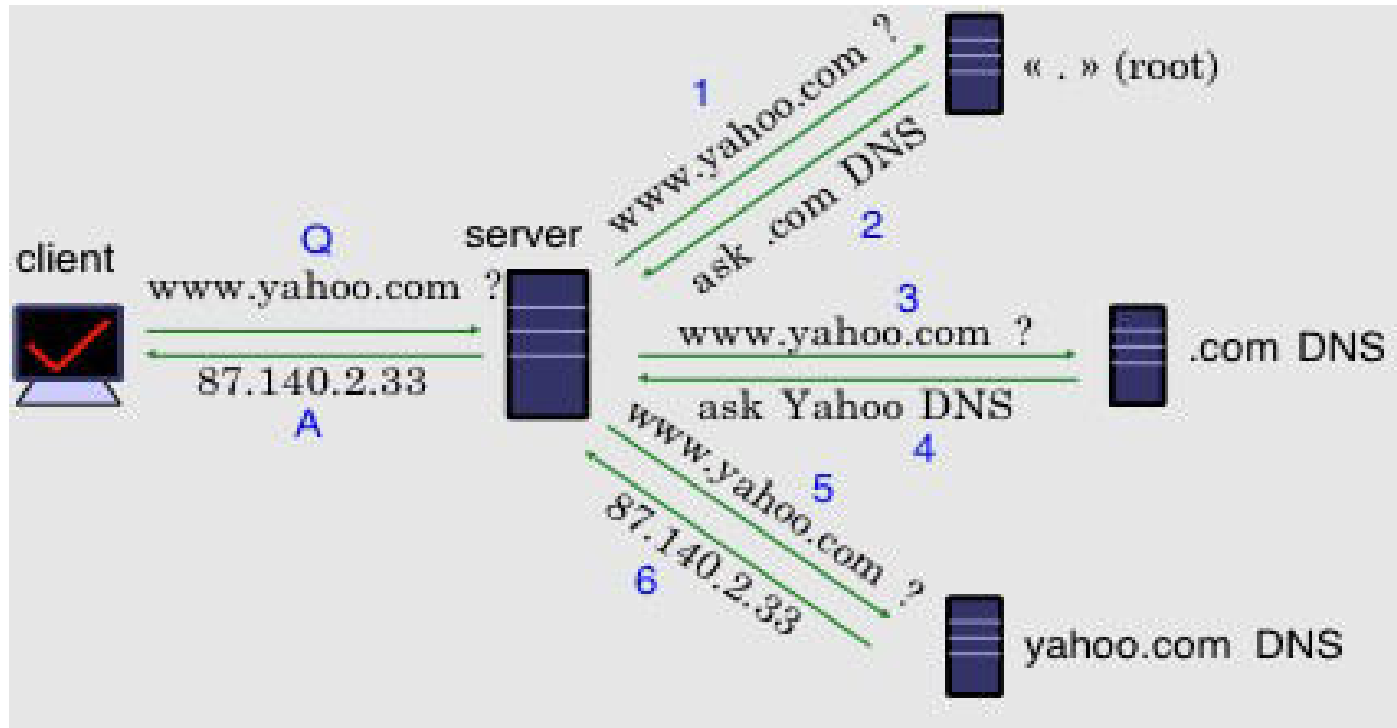 www.yahoo.com ?
1
« . » (root)
ask .com DNS
2
client
Q
server
www.yahoo.com ?
87.140.2.33
A
3
www.yahoo.com ?
.com DNS
ask Yahoo DNS
4
www.yahoo.com ?
5
87.140.2.33
6
yahoo.com DNS